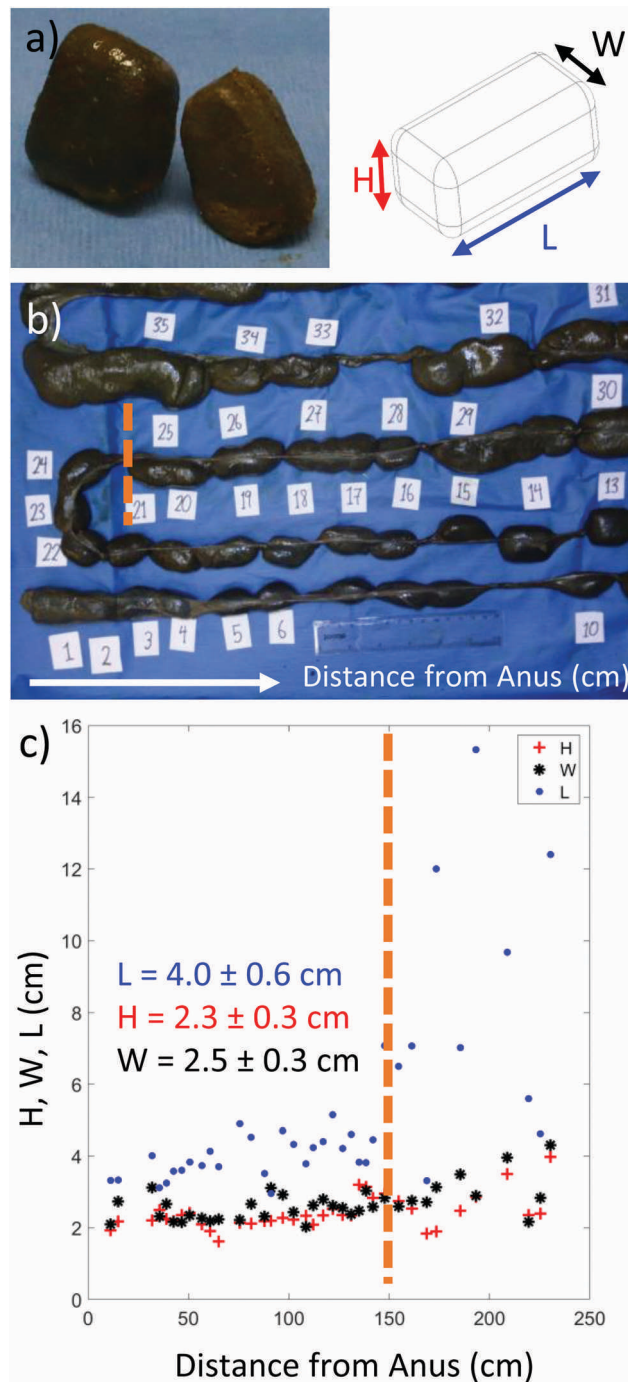 a)
W
H
L
b)
35
34
33
32
31
25
26
27
28
29
30
24
23
22
21
20
19
18
17
16
15
14
13
1
2
3
4
5
6
10
Distance from Anus (cm)
c)
16
14
12
10
8
6
4
2
0
H
W
L
L = 4.0 ± 0.6 cm
H = 2.3 ± 0.3 cm
W = 2.5 ± 0.3 cm
H, W, L (cm)
0 50 100 150 200 250
Distance from Anus (cm)